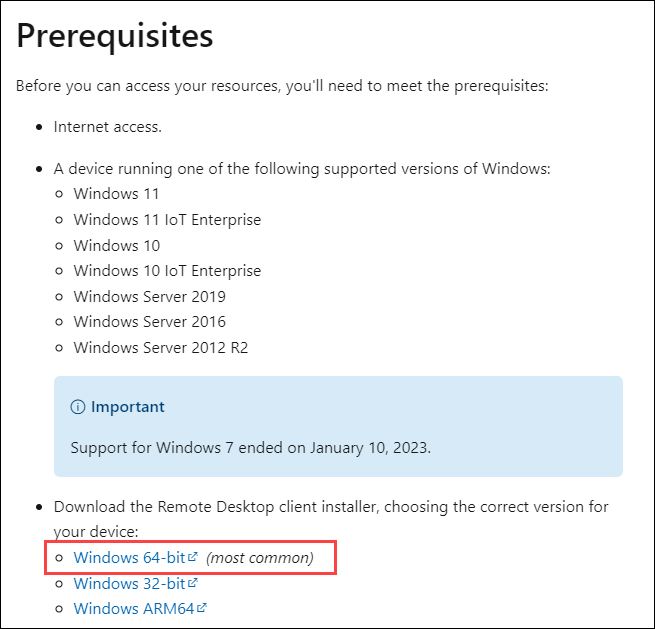 Prerequisites
Before you can access your resources, you'll need to meet the prerequisites:
Internet access.
A device running one of the following supported versions of Windows:
Windows 11
Windows 11 IoT Enterprise
Windows 10
Windows 10 IoT Enterprise
Windows Server 2019
Windows Server 2016
Windows Server 2012 R2
Important
Support for Windows 7 ended on January 10, 2023.
Download the Remote Desktop client installer, choosing the correct version for
your device:
Windows 64-bit (most common)
Windows 32-bit
Windows ARM64